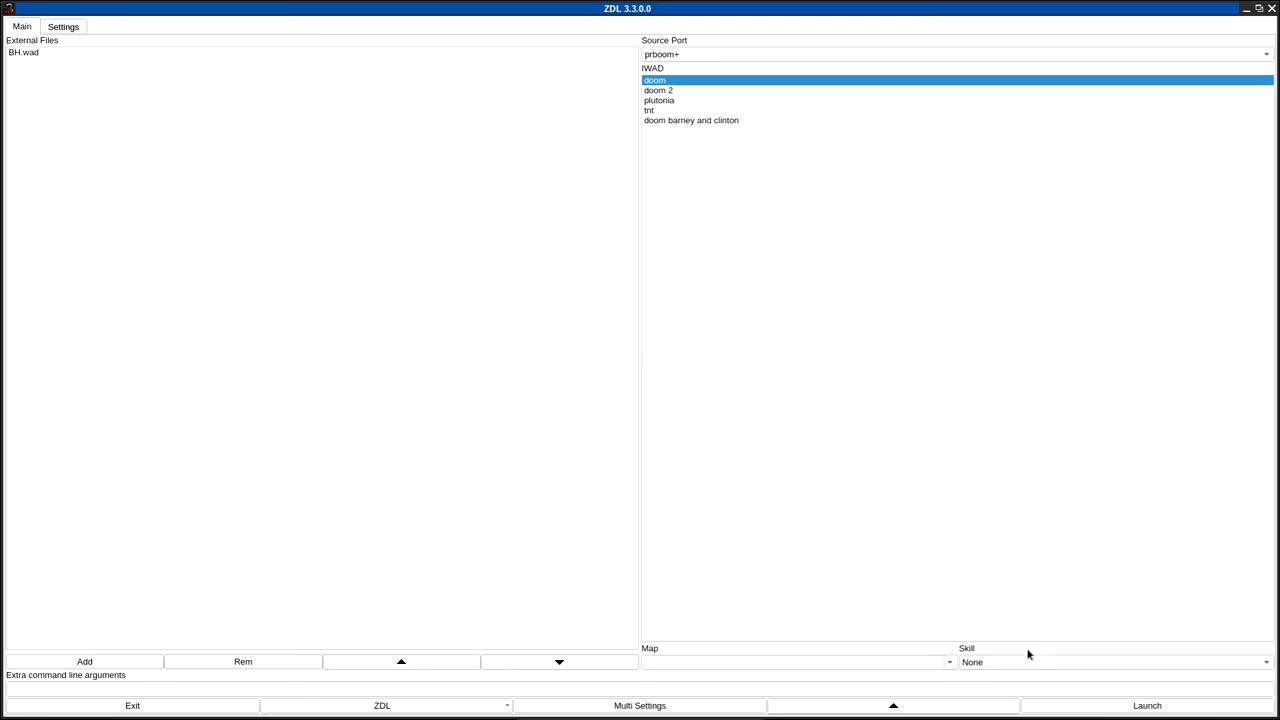 ZDL 3.3.0.0
Main
Settings
External Files
BH.wad
Source Port
prboom+
IWAD
doom
doom 2
plutonia
tnt
doom barney and clinton
Map
Skill
None
Add
Rem
Extra command line arguments
Exit
ZDL
Multi Settings
Launch